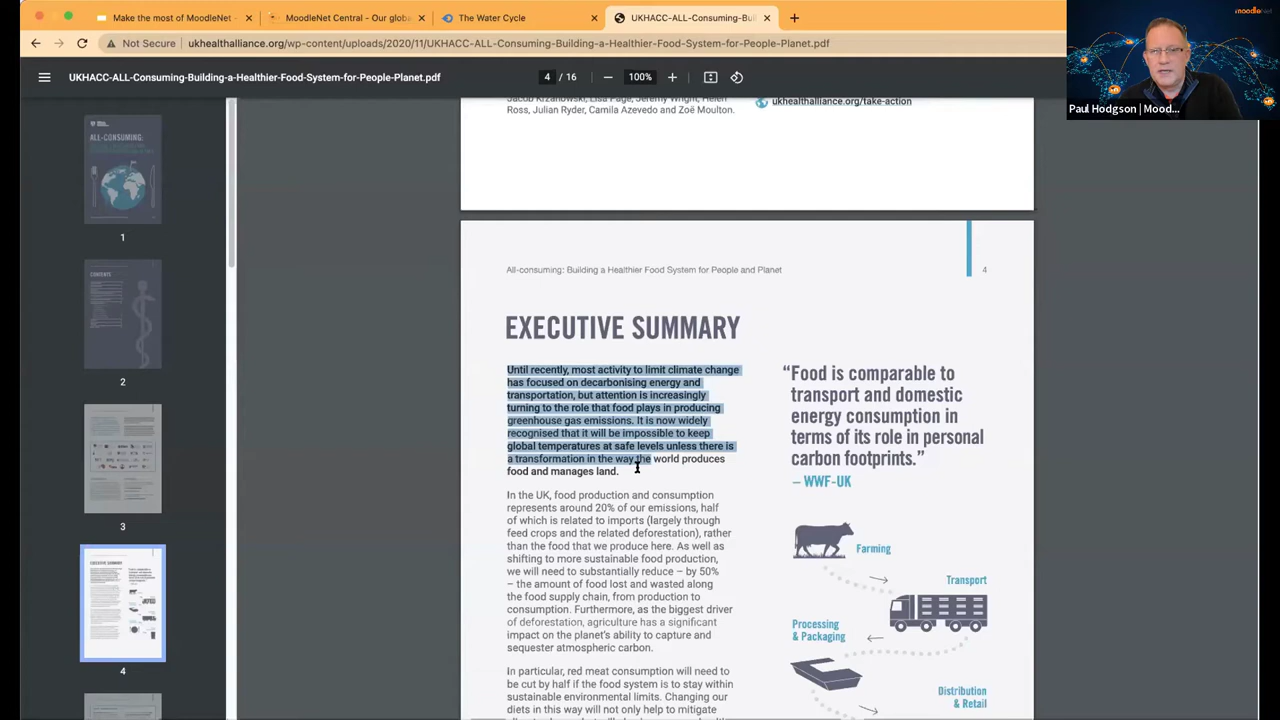 Make the most of MoodleNet -
MoodleNet Central - Our globa
The Water Cycle
UKHACC-ALL-Consuming-Bui
Not Secure
ukhealthalliance.org/wp-content/uploads/2020/11/UKHACC-ALL-Consuming-Building-a-Healthier-Food-System-for-People-Planet.pdf
moodleNet
Paul Hodgson | Mood...
UKHACC-ALL-Consuming-Building-a-Healthier-Food-System-for-People-Planet.pdf
4 / 16
100%
ALL-CONSUMING:
1
CONTENTS
2
3
EXECUTIVE SUMMARY
4
Jacob Krzanowski, Lisa Page, Jeremy Wright, Helen
Ross, Julian Ryder, Camila Azevedo and Zoë Moulton.
ukhealthalliance.org/take-action
All-consuming: Building a Healthier Food System for People and Planet
4
EXECUTIVE SUMMARY
Until recently, most activity to limit climate change
has focused on decarbonising energy and
transportation, but attention is increasingly
turning to the role that food plays in producing
greenhouse gas emissions. It is now widely
recognised that it will be impossible to keep
global temperatures at safe levels unless there is
a transformation in the way the world produces
food and manages land.
In the UK, food production and consumption
represents around 20% of our emissions, half
of which is related to imports (largely through
feed crops and the related deforestation), rather
than the food that we produce here. As well as
shifting to more sustainable food production,
we will need to substantially reduce – by 50%
– the amount of food lost and wasted along
the food supply chain, from production to
consumption. Furthermore, as the biggest driver
of deforestation, agriculture has a significant
impact on the planet's ability to capture and
sequester atmospheric carbon.
In particular, red meat consumption will need to
be cut by half if the food system is to stay within
sustainable environmental limits. Changing our
diets in this way will not only help to mitigate
“Food is comparable to
transport and domestic
energy consumption in
terms of its role in personal
carbon footprints.”
– WWF-UK
Farming
Transport
Processing
& Packaging
Distribution
& Retail